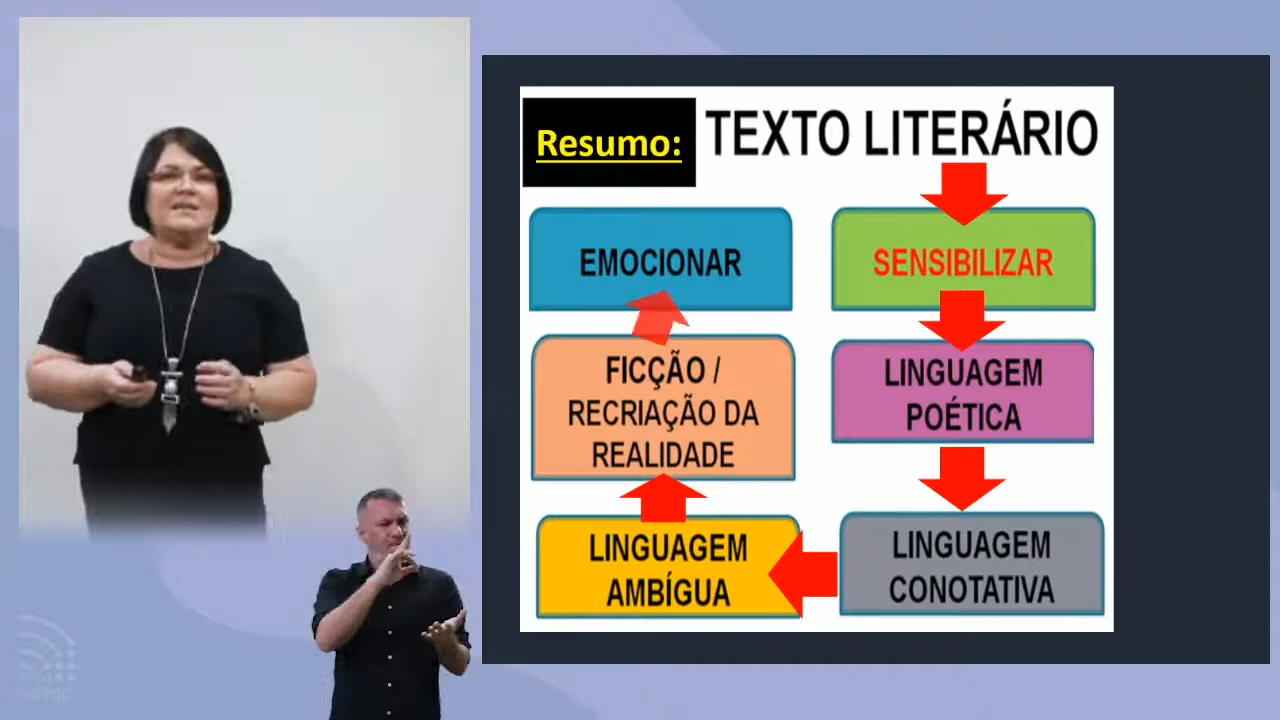 Resumo:
TEXTO LITERÁRIO
SENSIBILIZAR
LINGUAGEM
POÉTICA
LINGUAGEM
CONOTATIVA
LINGUAGEM
AMBÍGUA
FICÇÃO /
RECRIAÇÃO DA
REALIDADE
EMOCIONAR